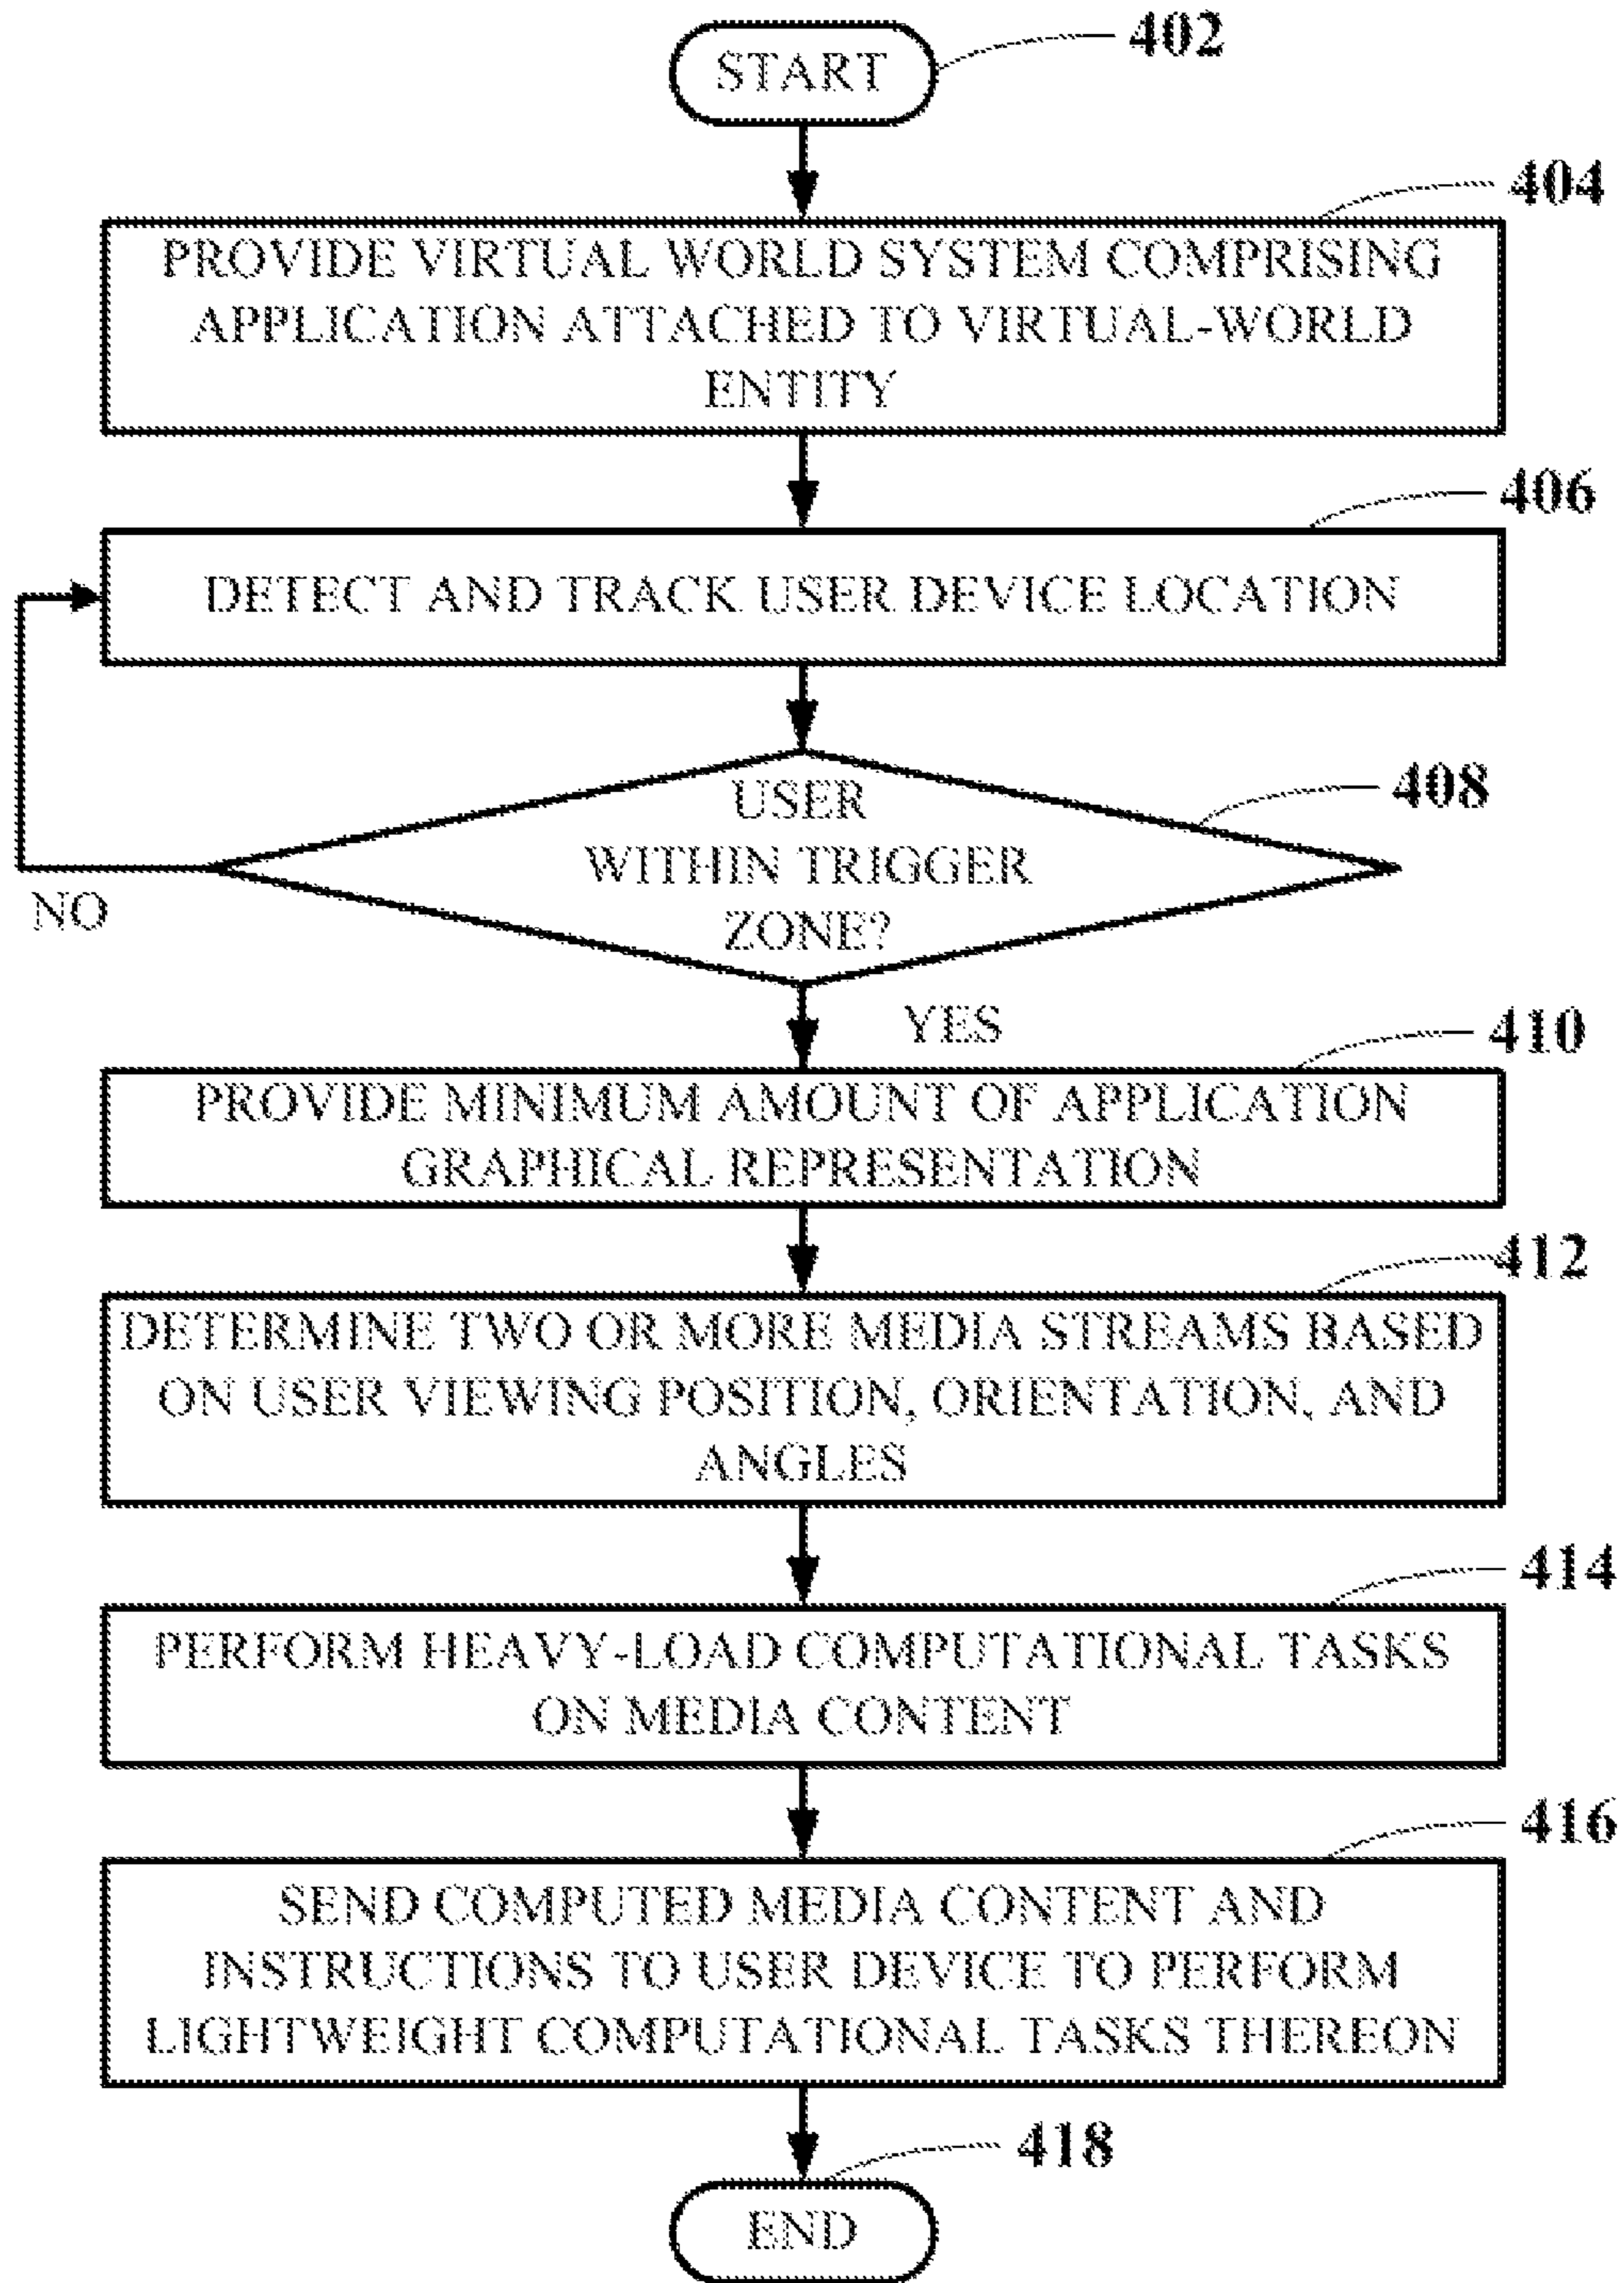 START
402
404
PROVIDE VIRTUAL WORLD SYSTEM COMPRISING
APPLICATION ATTACHED TO VIRTUAL-WORLD
ENTITY
406
DETECT AND TRACK USER DEVICE LOCATION
408
USER
WITHIN TRIGGER
ZONE?
NO
YES
410
PROVIDE MINIMUM AMOUNT OF APPLICATION
GRAPHICAL REPRESENTATION
412
DETERMINE TWO OR MORE MEDIA STREAMS BASED
ON USER VIEWING POSITION, ORIENTATION, AND
ANGLES
414
PERFORM HEAVY-LOAD COMPUTATIONAL TASKS
ON MEDIA CONTENT
416
SEND COMPUTED MEDIA CONTENT AND
INSTRUCTIONS TO USER DEVICE TO PERFORM
LIGHTWEIGHT COMPUTATIONAL TASKS THEREON
418
END